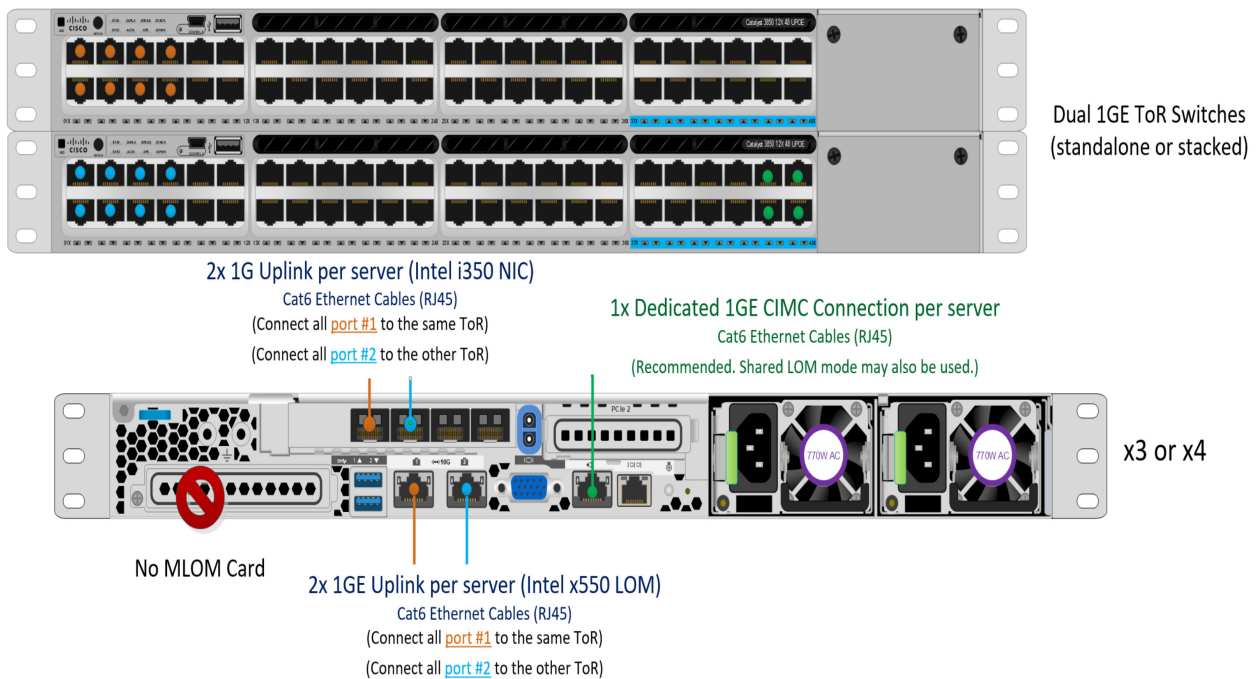 CISCO
Catalyst 3850 12X 48 UPOE
CISCO
Catalyst 3850 12X 48 UPOE
Dual 1GE ToR Switches
(standalone or stacked)
2x 1G Uplink per server (Intel i350 NIC)
Cat6 Ethernet Cables (RJ45)
(Connect all port #1 to the same ToR)
(Connect all port #2 to the other ToR)
1x Dedicated 1GE CIMC Connection per server
Cat6 Ethernet Cables (RJ45)
(Recommended. Shared LOM mode may also be used.)
PCIe 2
10G
770W AC
770W AC
x3 or x4
No MLOM Card
2x 1GE Uplink per server (Intel x550 LOM)
Cat6 Ethernet Cables (RJ45)
(Connect all port #1 to the same ToR)
(Connect all port #2 to the other ToR)